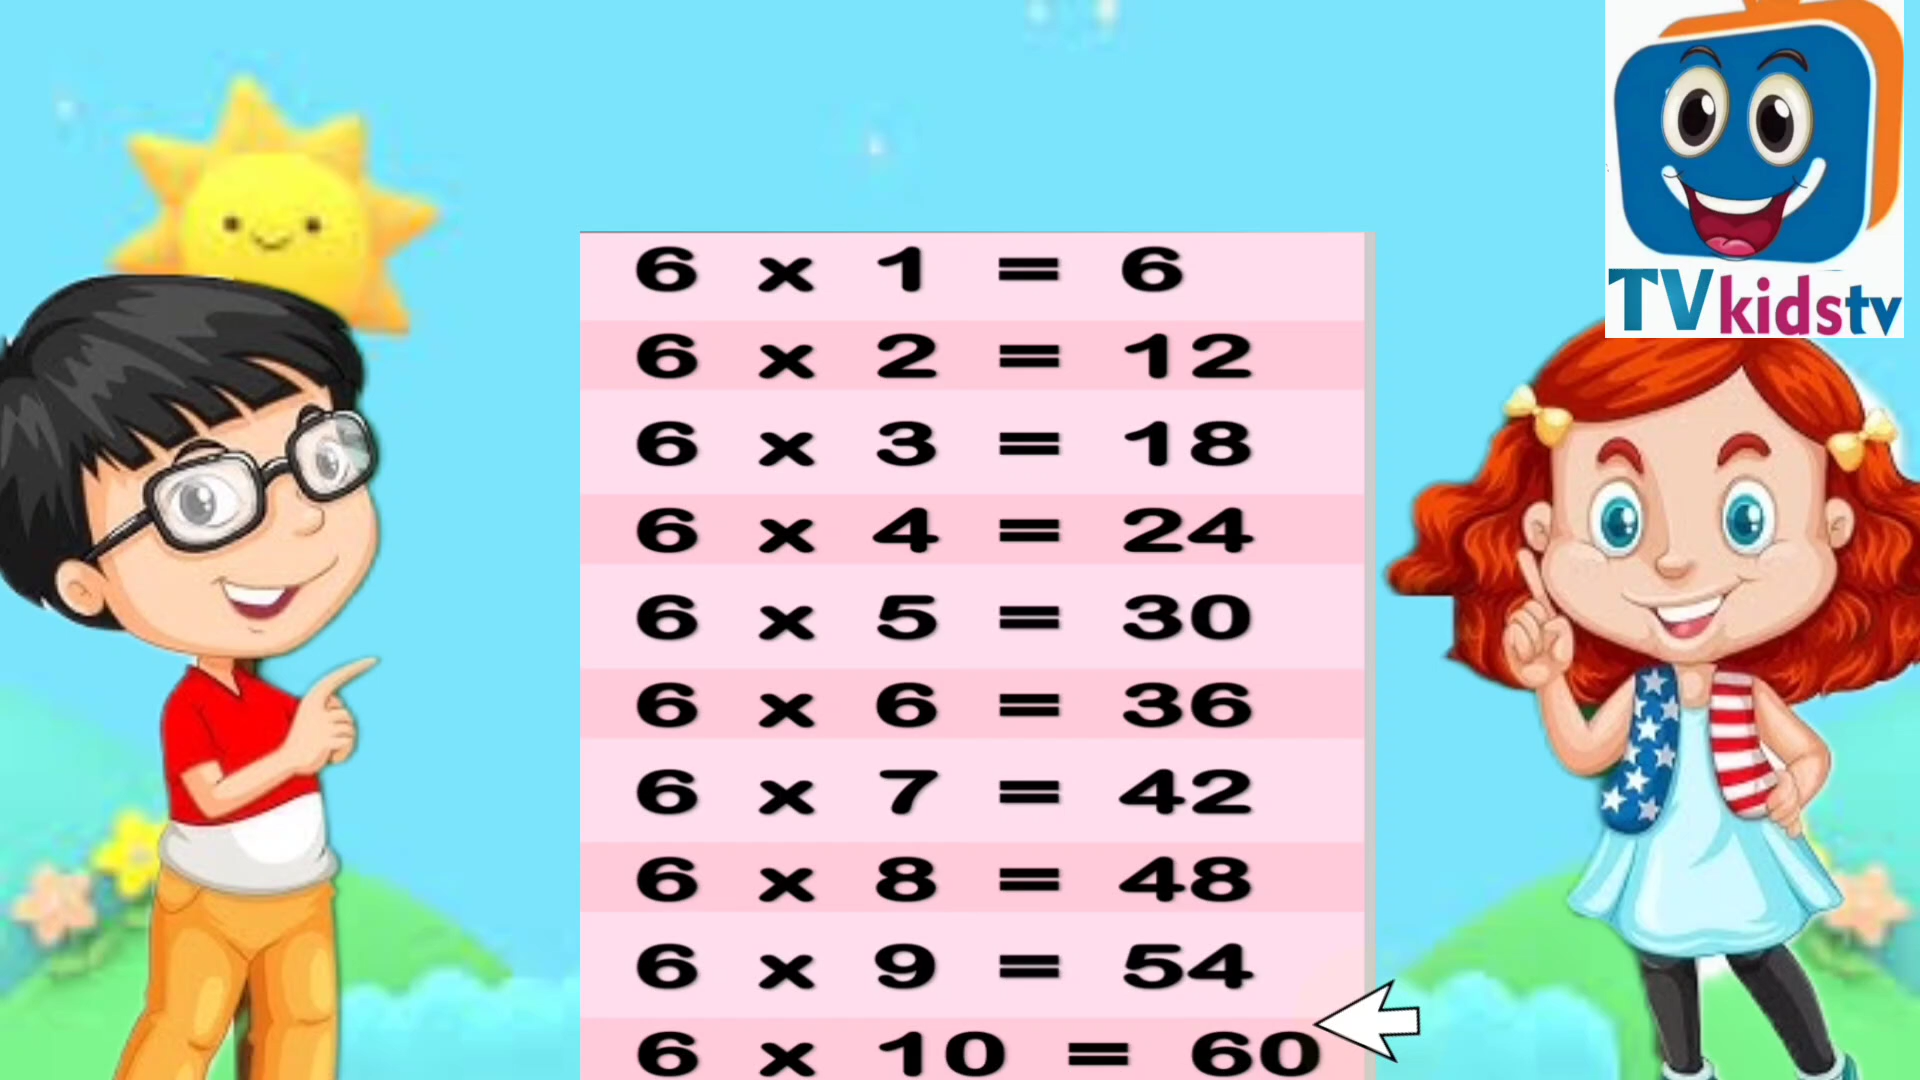 TVkidstv
6 x 1 = 6
6 x 2 = 12
6 x 3 = 18
6 x 4 = 24
6 x 5 = 30
6 x 6 = 36
6 x 7 = 42
6 x 8 = 48
6 x 9 = 54
6 x 10 = 60